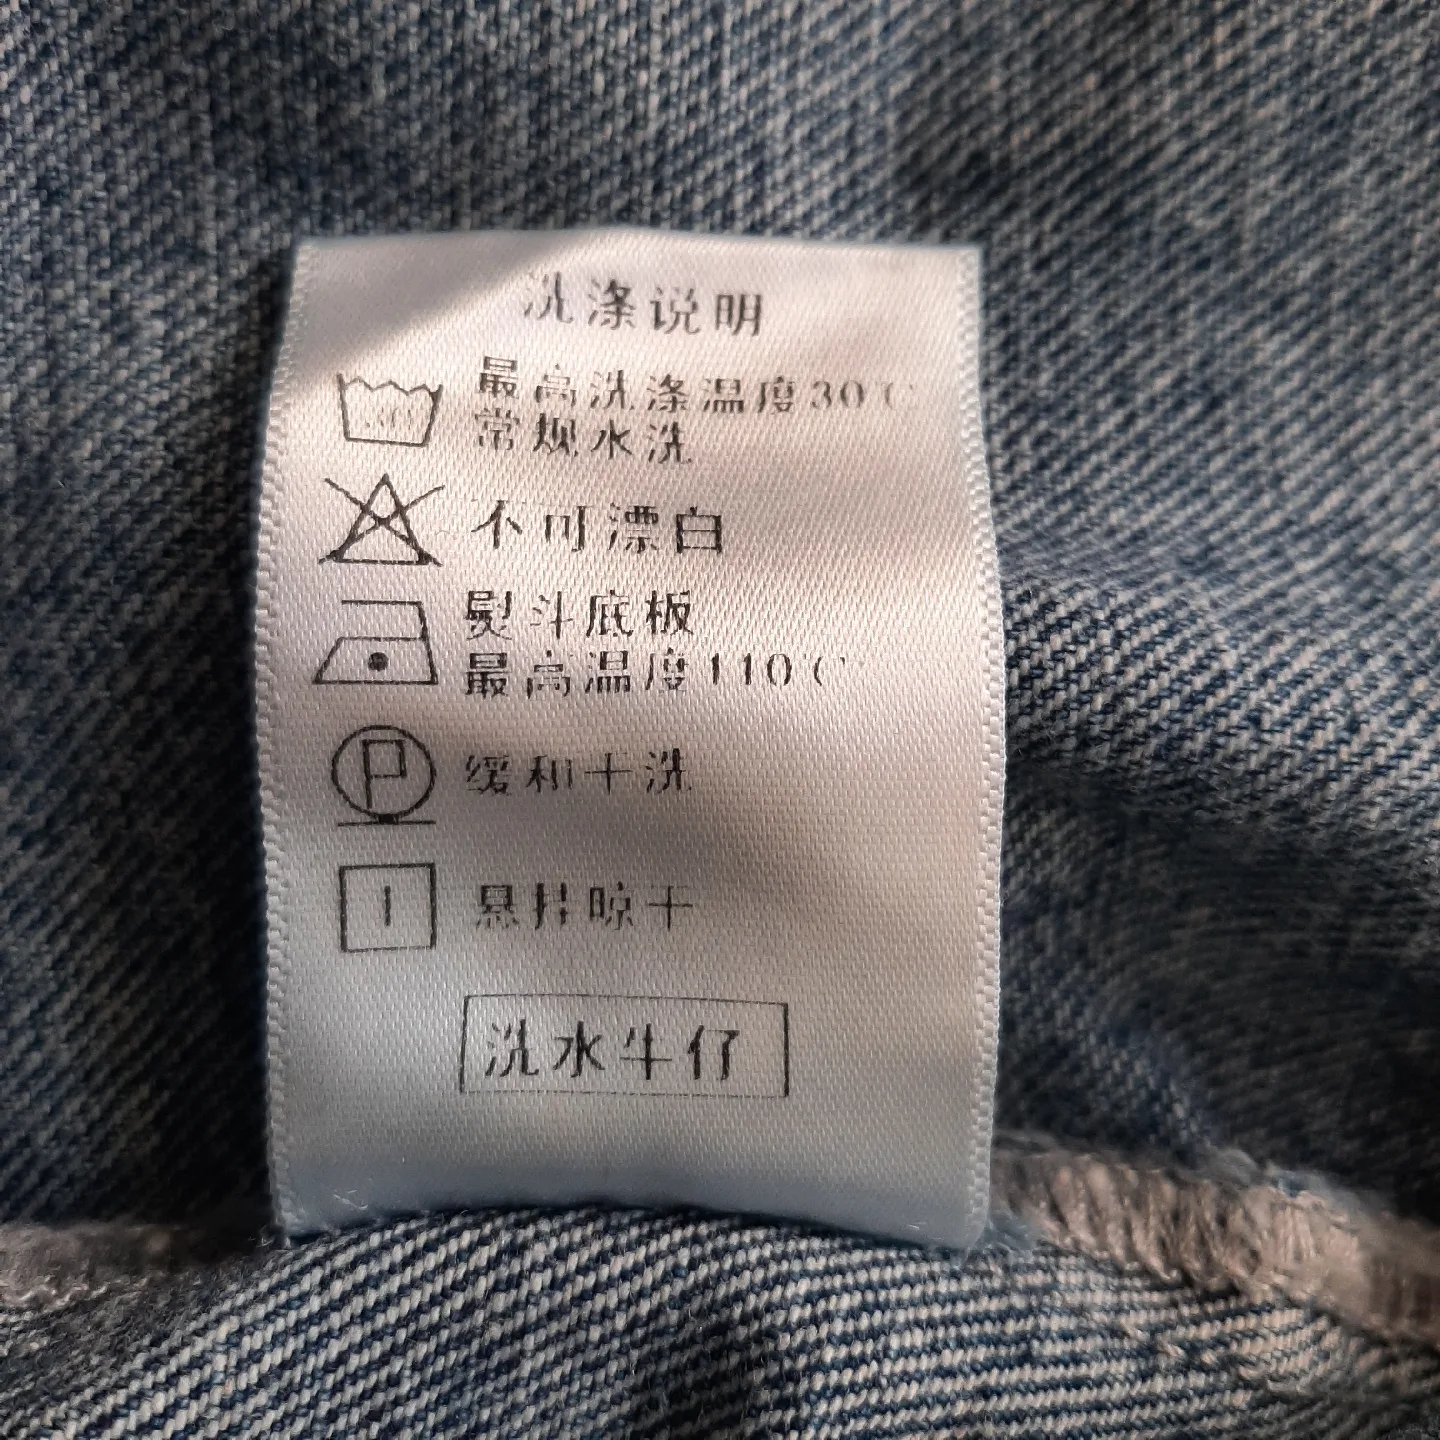 洗涤说明
30
最高洗涤温度30℃
常规水洗
不可漂白
熨斗底板
最高温度110℃
P
缓和干洗
悬挂晾干
洗水牛仔